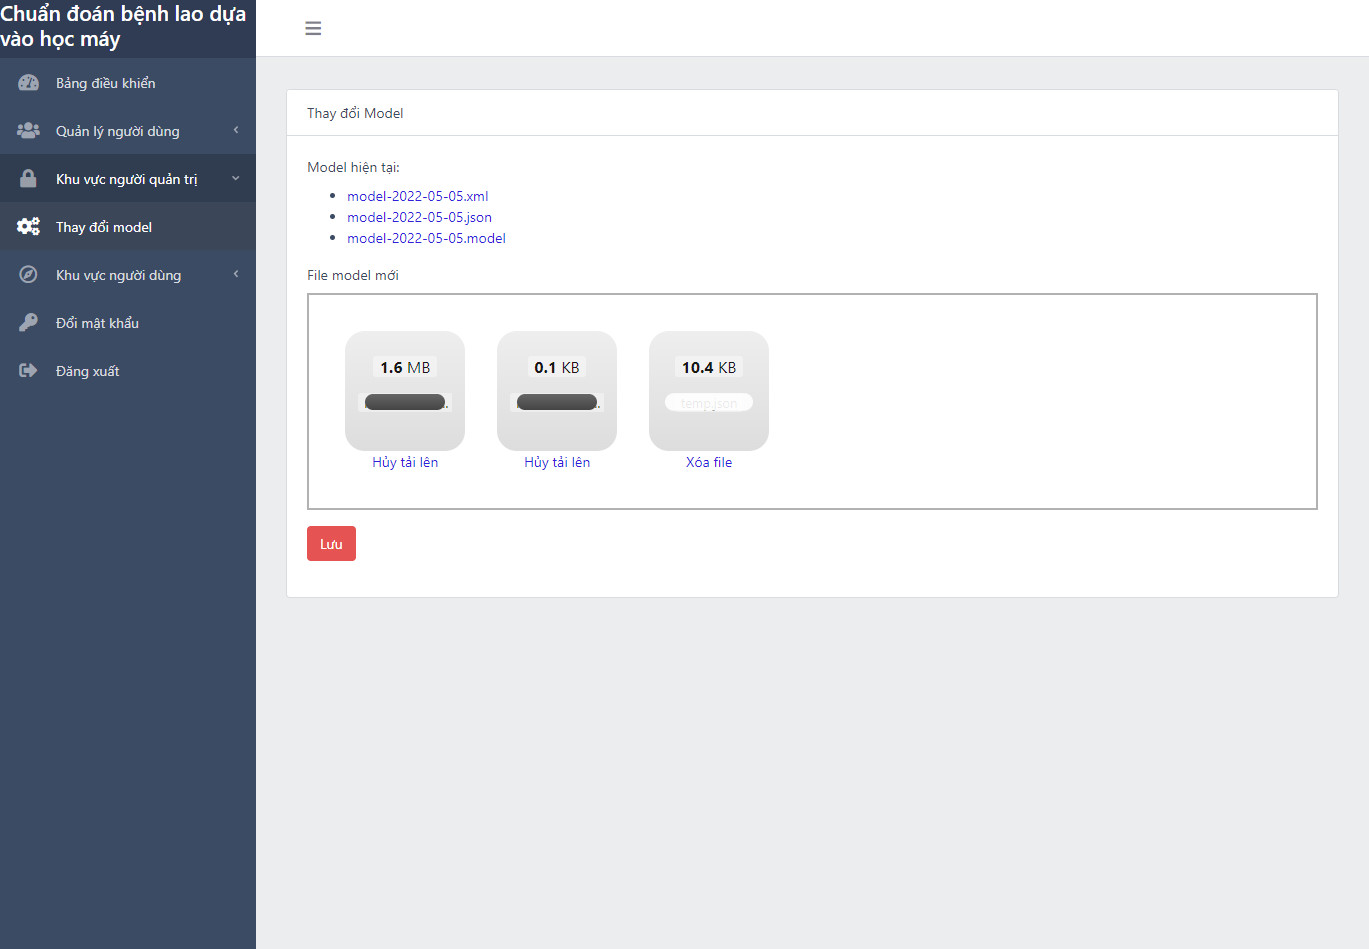 Chuẩn đoán bệnh lao dựa
vào học máy
Bảng điều khiển
Quản lý người dùng
Khu vực người quản trị
Thay đổi model
Khu vực người dùng
Đổi mật khẩu
Đăng xuất
Thay đổi Model
Model hiện tại:
model-2022-05-05.xml
model-2022-05-05.json
model-2022-05-05.model
File model mới
1.6 MB
0.1 KB
10.4 KB
temp.json
Hủy tải lên
Hủy tải lên
Xóa file
Lưu